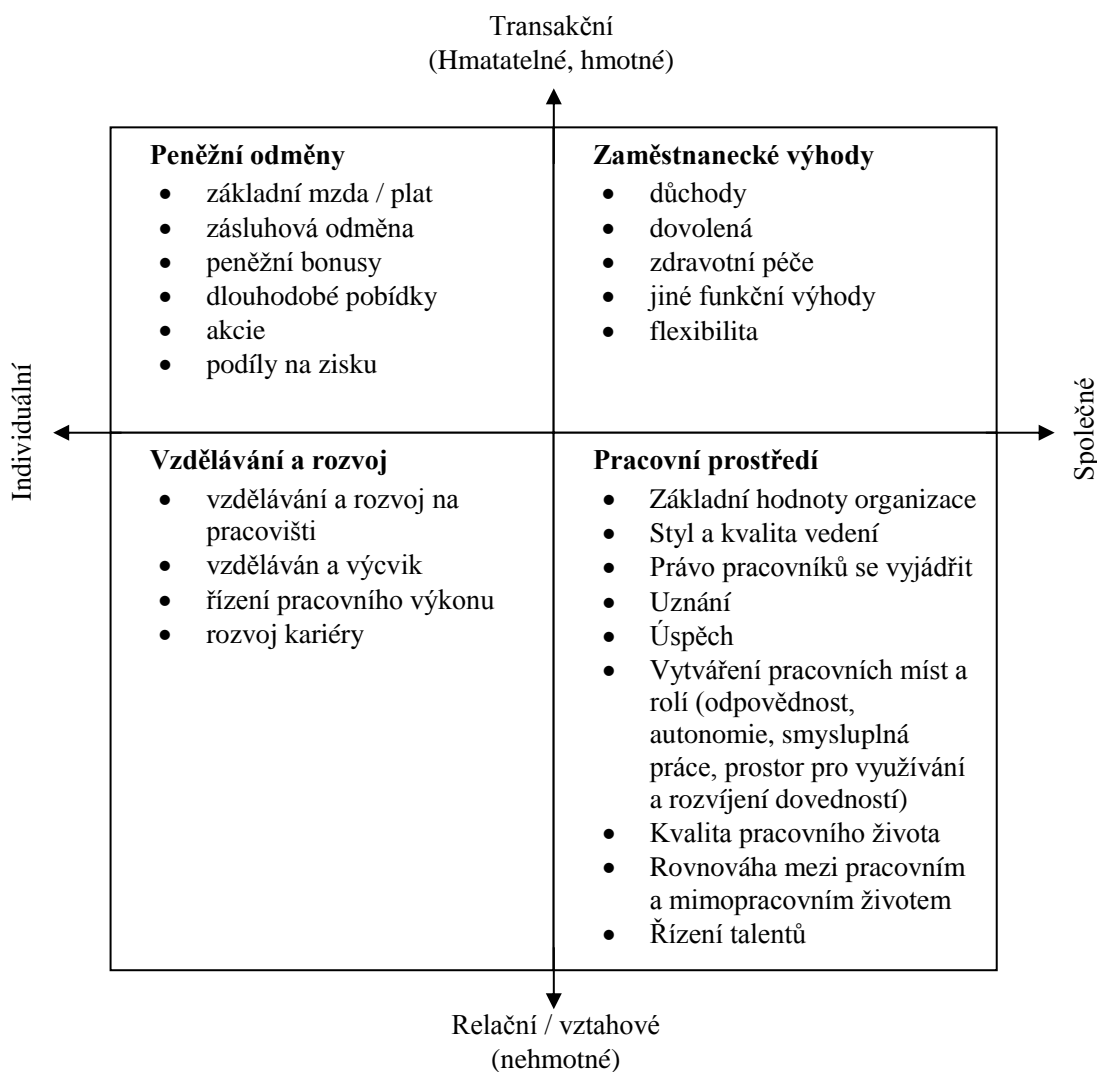 Transakční
(Hmatatelné, hmotné)
Peněžní odměny
• základní mzda / plat
• zásluhová odměna
• peněžní bonusy
• dlouhodobé pobídky
• akcie
• podíly na zisku
Zaměstnanecké výhody
• důchody
• dovolená
• zdravotní péče
• jiné funkční výhody
• flexibilita
Individuální
Společné
Vzdělávání a rozvoj
• vzdělávání a rozvoj na
pracovišti
• vzděláván a výcvik
• řízení pracovního výkonu
• rozvoj kariéry
Pracovní prostředí
• Základní hodnoty organizace
• Styl a kvalita vedení
• Právo pracovníků se vyjádřit
• Uznání
• Úspěch
• Vytváření pracovních míst a
rolí (odpovědnost,
autonomie, smysluplná
práce, prostor pro využívání
a rozvíjení dovedností)
• Kvalita pracovního života
• Rovnováha mezi pracovním
a mimopracovním životem
• Řízení talentů
Relační / vztahové
(nehmotné)